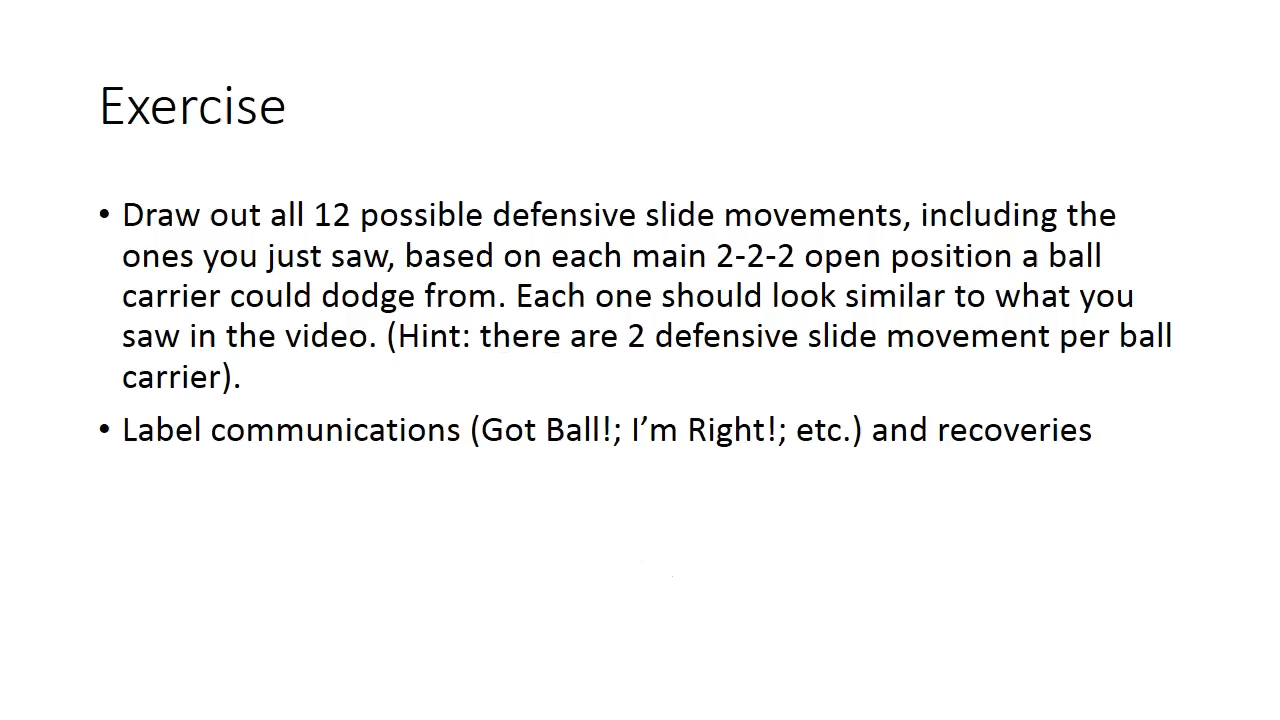 Exercise
• Draw out all 12 possible defensive slide movements, including the
ones you just saw, based on each main 2-2-2 open position a ball
carrier could dodge from. Each one should look similar to what you
saw in the video. (Hint: there are 2 defensive slide movement per ball
carrier).
• Label communications (Got Ball!; I’m Right!; etc.) and recoveries